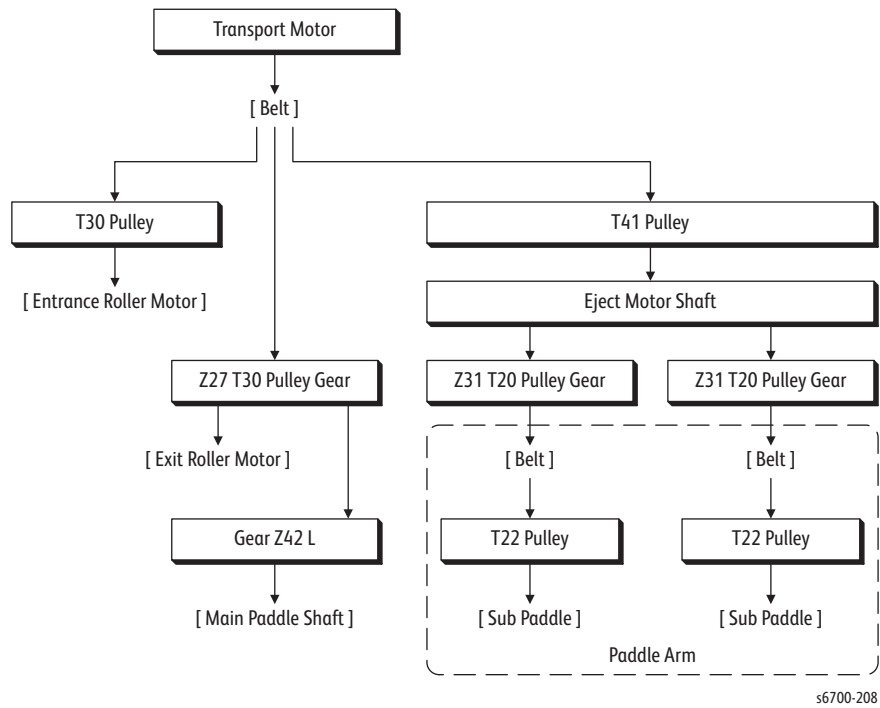 Transport Motor
[ Belt ]
T30 Pulley
T41 Pulley
[ Entrance Roller Motor ]
Eject Motor Shaft
Z27 T30 Pulley Gear
Z31 T20 Pulley Gear
Z31 T20 Pulley Gear
[ Exit Roller Motor ]
[ Belt ]
[ Belt ]
Gear Z42 L
T22 Pulley
T22 Pulley
[ Main Paddle Shaft ]
[ Sub Paddle ]
[ Sub Paddle ]
Paddle Arm
s6700-208